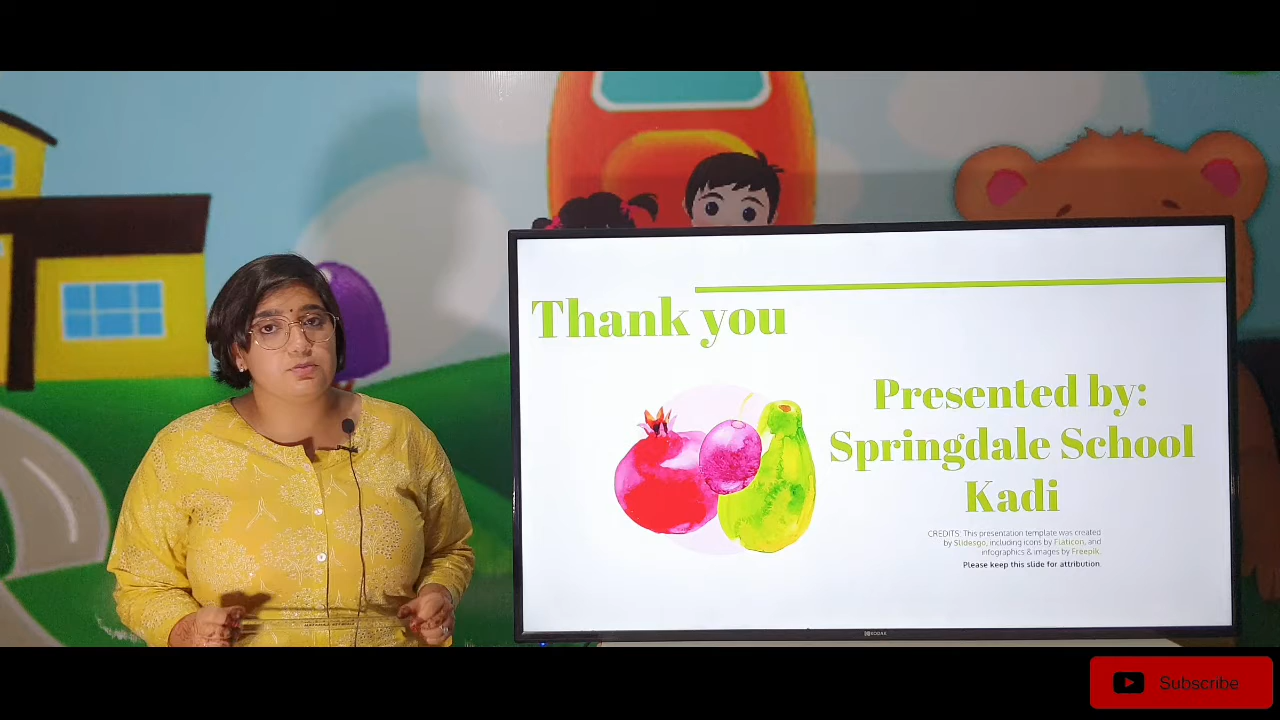 Thank you
Presented by:
Springdale School
Kadi
CREDITS: This presentation template was created
by Slidesgo, including icons by Flaticon, and
infographics & images by Freepik.
Please keep this slide for attribution.
KODAK
Subscribe